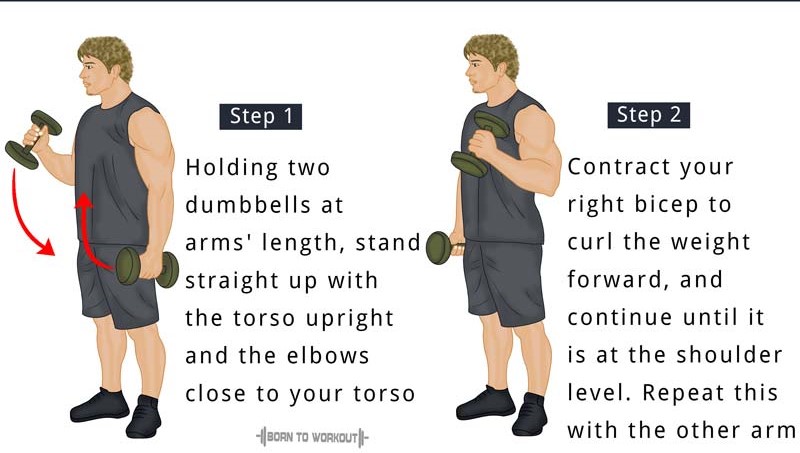 Step 1
Holding two
dumbbells at
arms' length, stand
straight up with
the torso upright
and the elbows
close to your torso
BORN TO WORKOUT
Step 2
Contract your
right bicep to
curl the weight
forward, and
continue until it
is at the shoulder
level. Repeat this
with the other arm